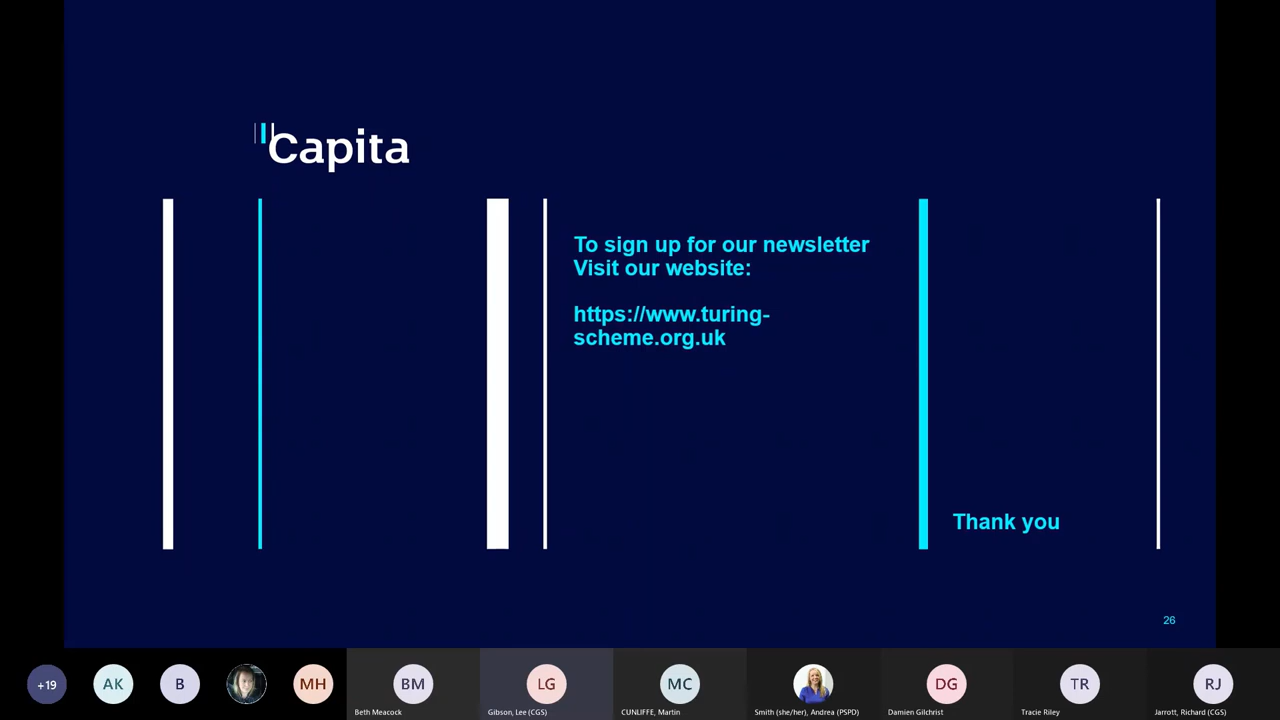 Capita
To sign up for our newsletter
Visit our website:
https://www.turing-
scheme.org.uk
Thank you
26
+19
AK
B
MH
BM
LG
MC
DG
TR
RJ
Beth Meacock
Gibson, Lee (CGS)
CUNLIFFE, Martin
Smith (she/her), Andrea (PSPD)
Damien Gilchrist
Tracie Riley
Jarrott, Richard (CGS)